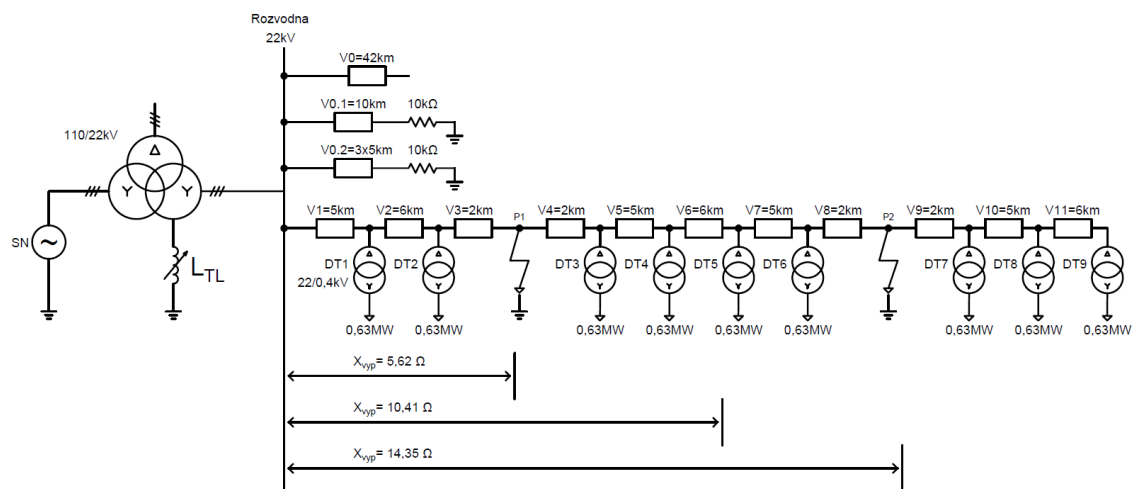 Rozvodna
22kV
V0=42km
V0.1=10km
10kΩ
110/22kV
V0.2=3x5km
10kΩ
V1=5km
V2=6km
V3=2km
P1
V4=2km
V5=5km
V6=6km
V7=5km
V8=2km
P2
V9=2km
V10=5km
V11=6km
SN
LTL
DT1
DT2
DT3
DT4
DT5
DT6
DT7
DT8
DT9
22/0,4kV
0,63MW
0,63MW
0,63MW
0,63MW
0,63MW
0,63MW
0,63MW
0,63MW
0,63MW
Xvyp= 5,62 Ω
Xvyp= 10,41 Ω
Xvyp= 14,35 Ω